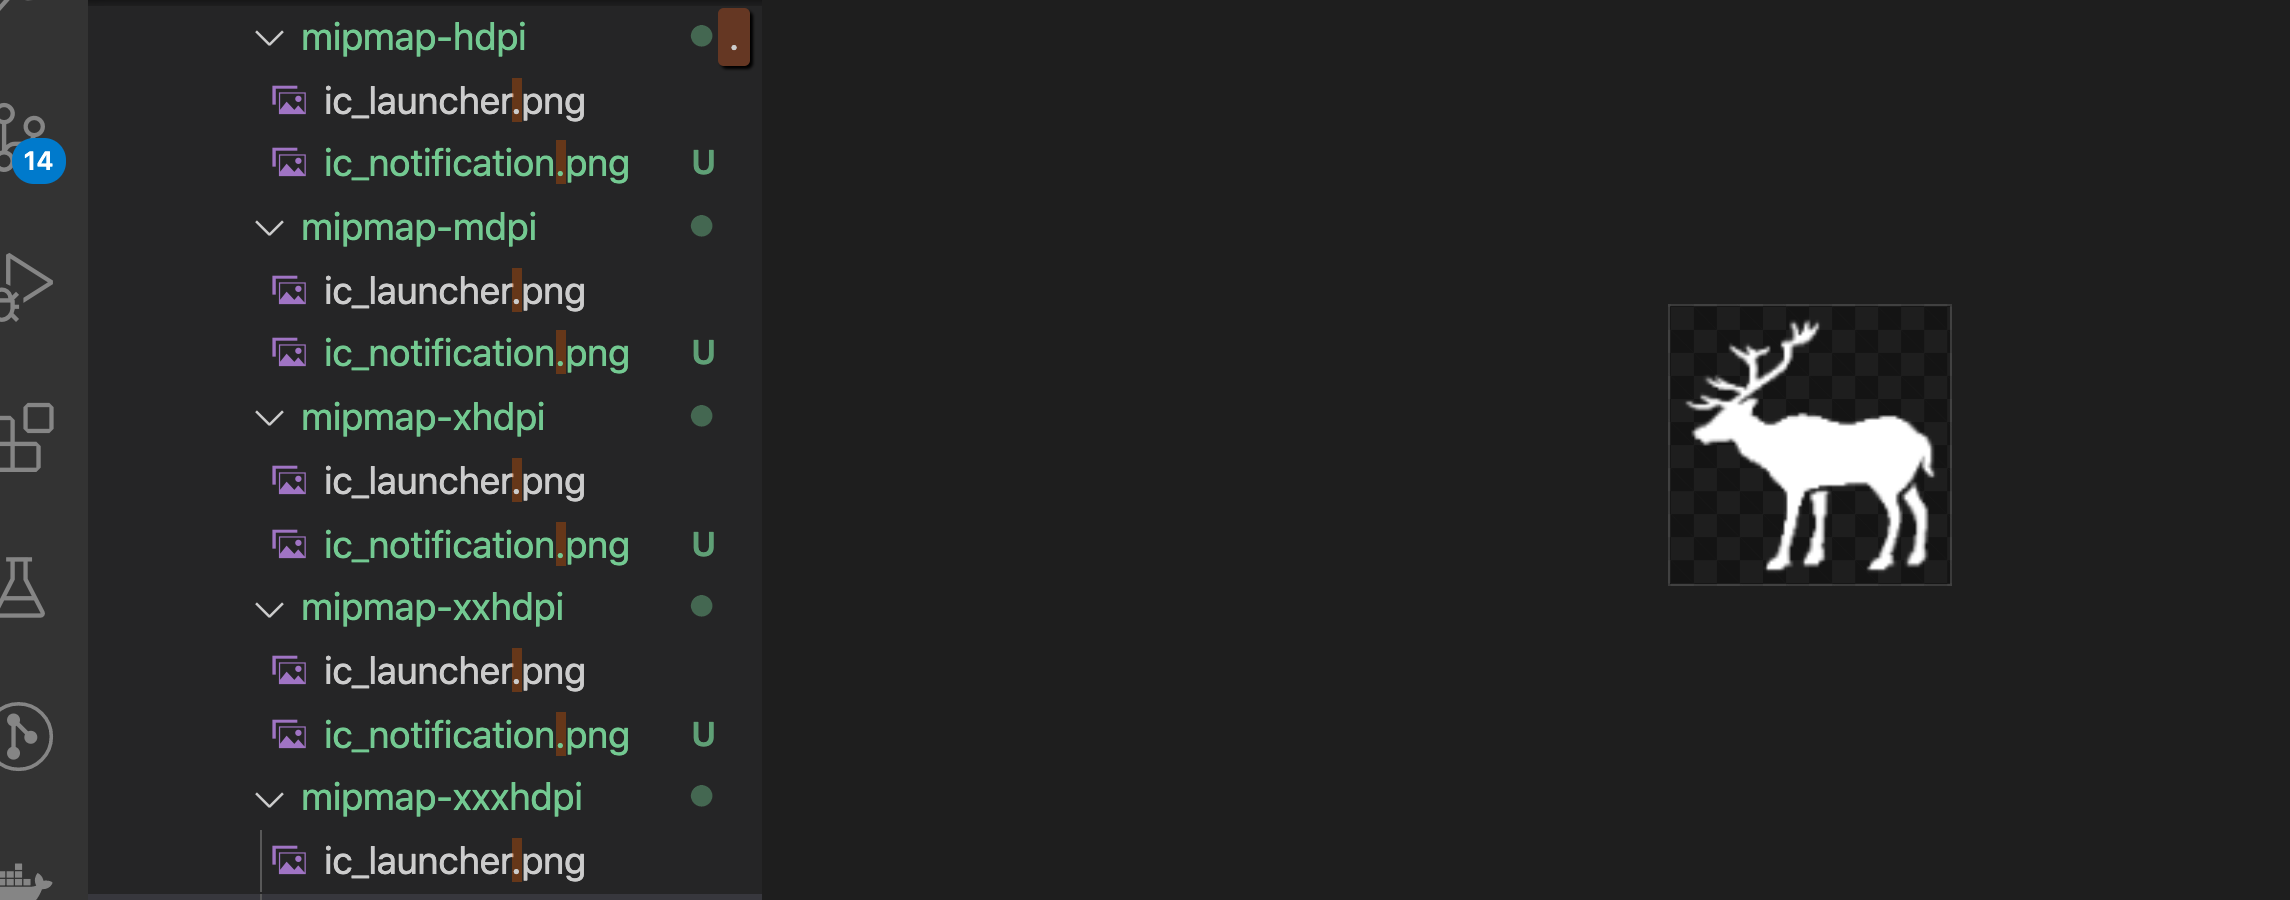 mipmap-hdpi .
ic_launcher.png
14
ic_notification.png U
mipmap-mdpi
ic_launcher.png
ic_notification.png U
mipmap-xhdpi
ic_launcher.png
ic_notification.png U
mipmap-xxhdpi
ic_launcher.png
ic_notification.png U
mipmap-xxxhdpi
ic_launcher.png